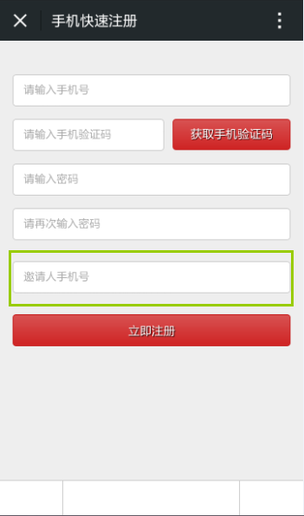 手机快速注册
请输入手机号
请输入手机验证码
获取手机验证码
请输入密码
请再次输入密码
邀请人手机号
立即注册